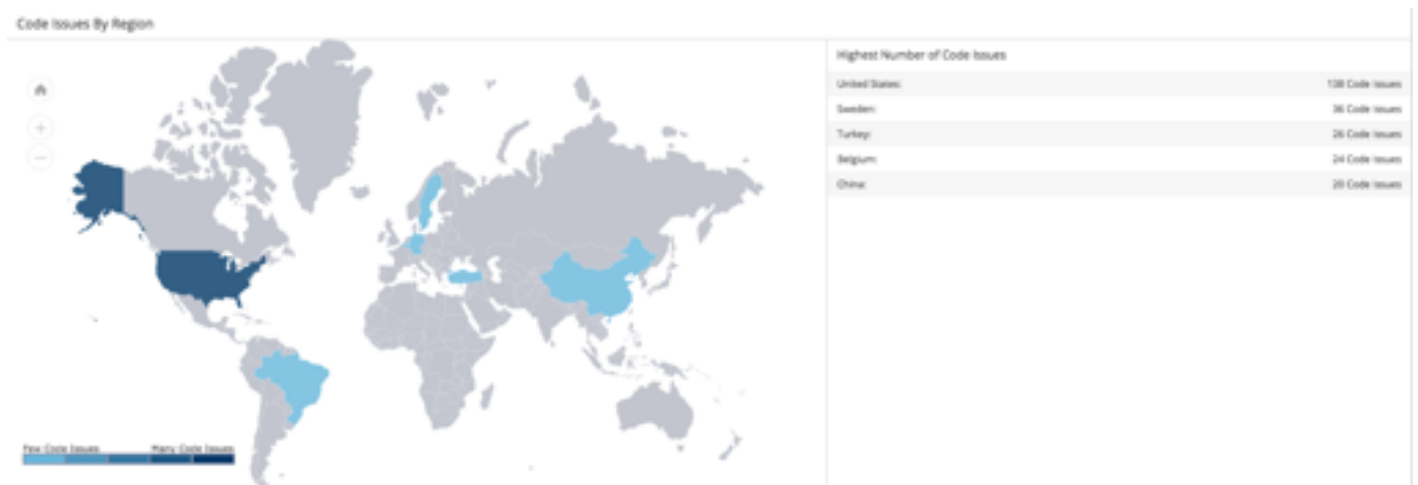 Code Issues By Region
Highest Number of Code Issues
United States: 138 Code Issues
Sweden: 36 Code Issues
Turkey: 26 Code Issues
Belgium: 24 Code Issues
China: 20 Code Issues
Few Code Issues Many Code Issues